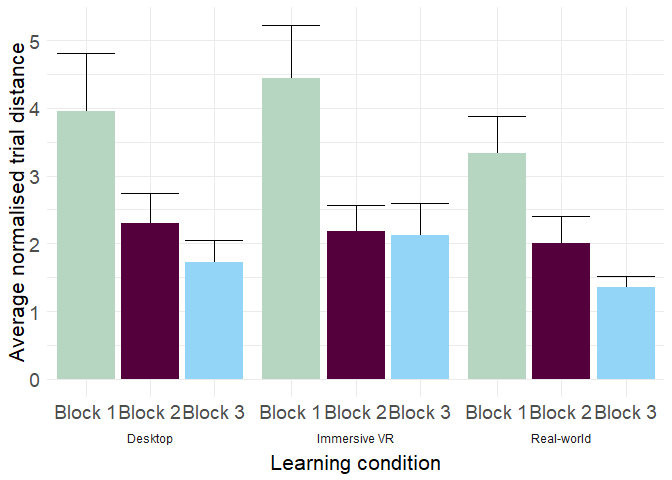 Average normalised trial distance
5
4
3
2
1
0
Block 1 Block 2 Block 3 Block 1 Block 2 Block 3 Block 1 Block 2 Block 3
Desktop Immersive VR Real-world
Learning condition